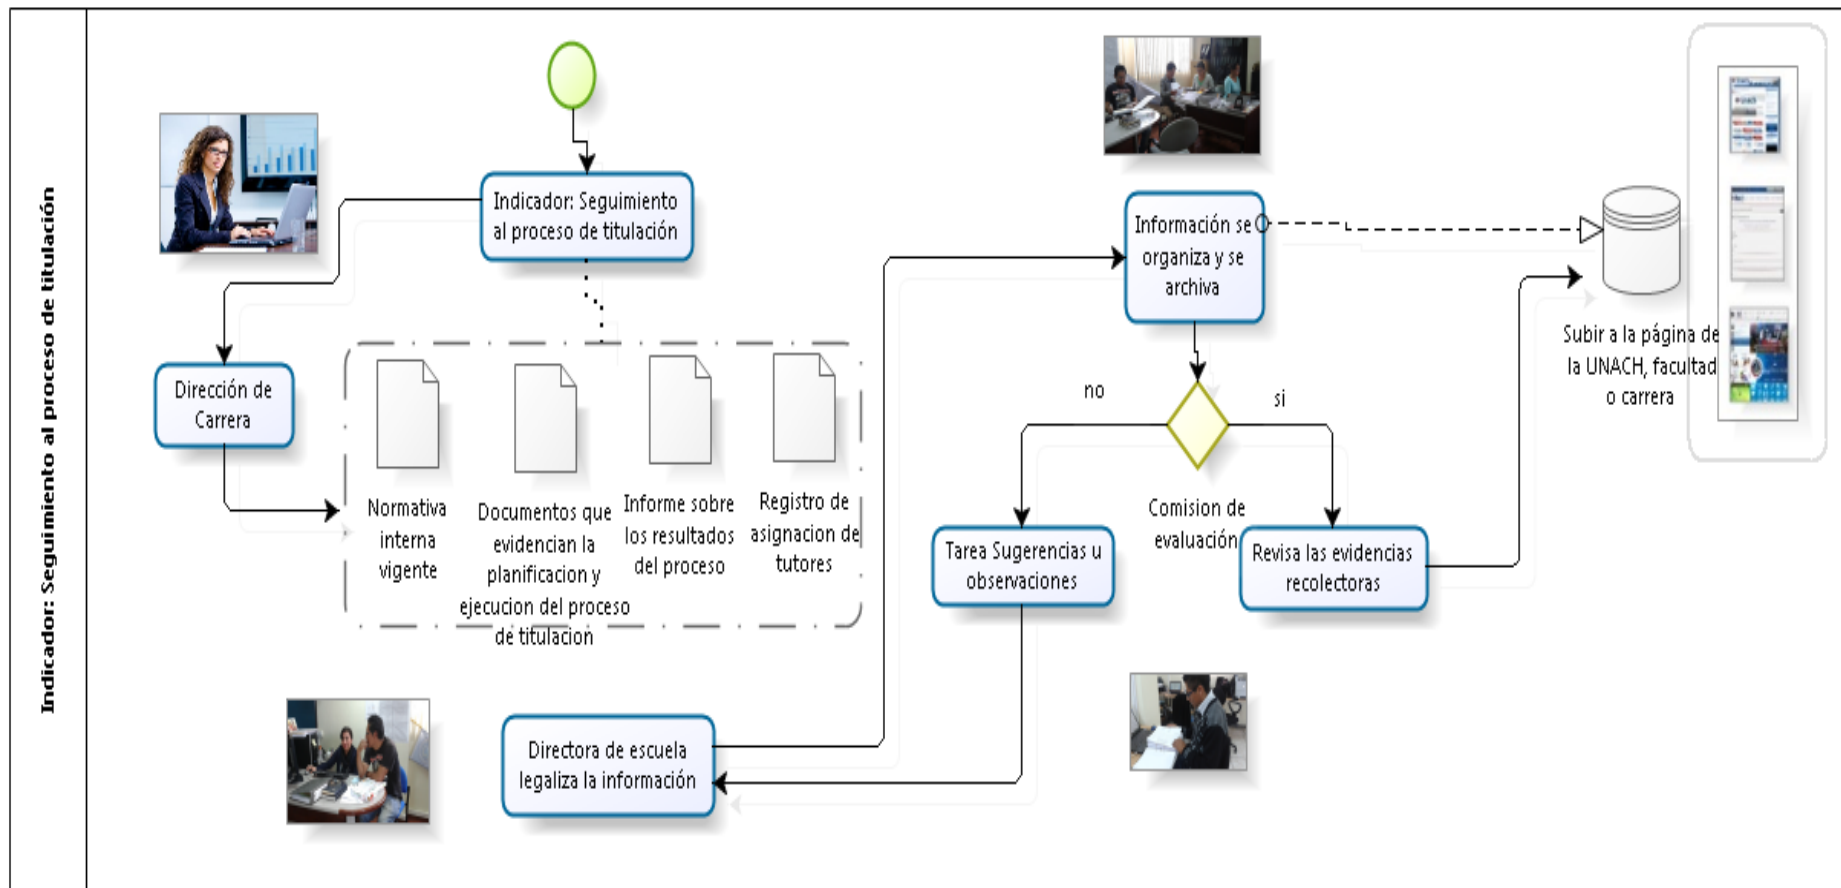 Indicador: Seguimiento al proceso de titulación
Indicador: Seguimiento
al proceso de titulación
Dirección de
Carrera
Normativa
interna
vigente
Documentos que
evidencian la
planificacion y
ejecucion del proceso
de titulacion
Informe sobre
los resultados
del proceso
Registro de
asignacion de
tutores
Directora de escuela
legaliza la información
Información se
organiza y se
archiva
no
si
Comision de
evaluación
Tarea Sugerencias u
observaciones
Revisa las evidencias
recolectoras
Subir a la página de
la UNACH, facultad
o carrera